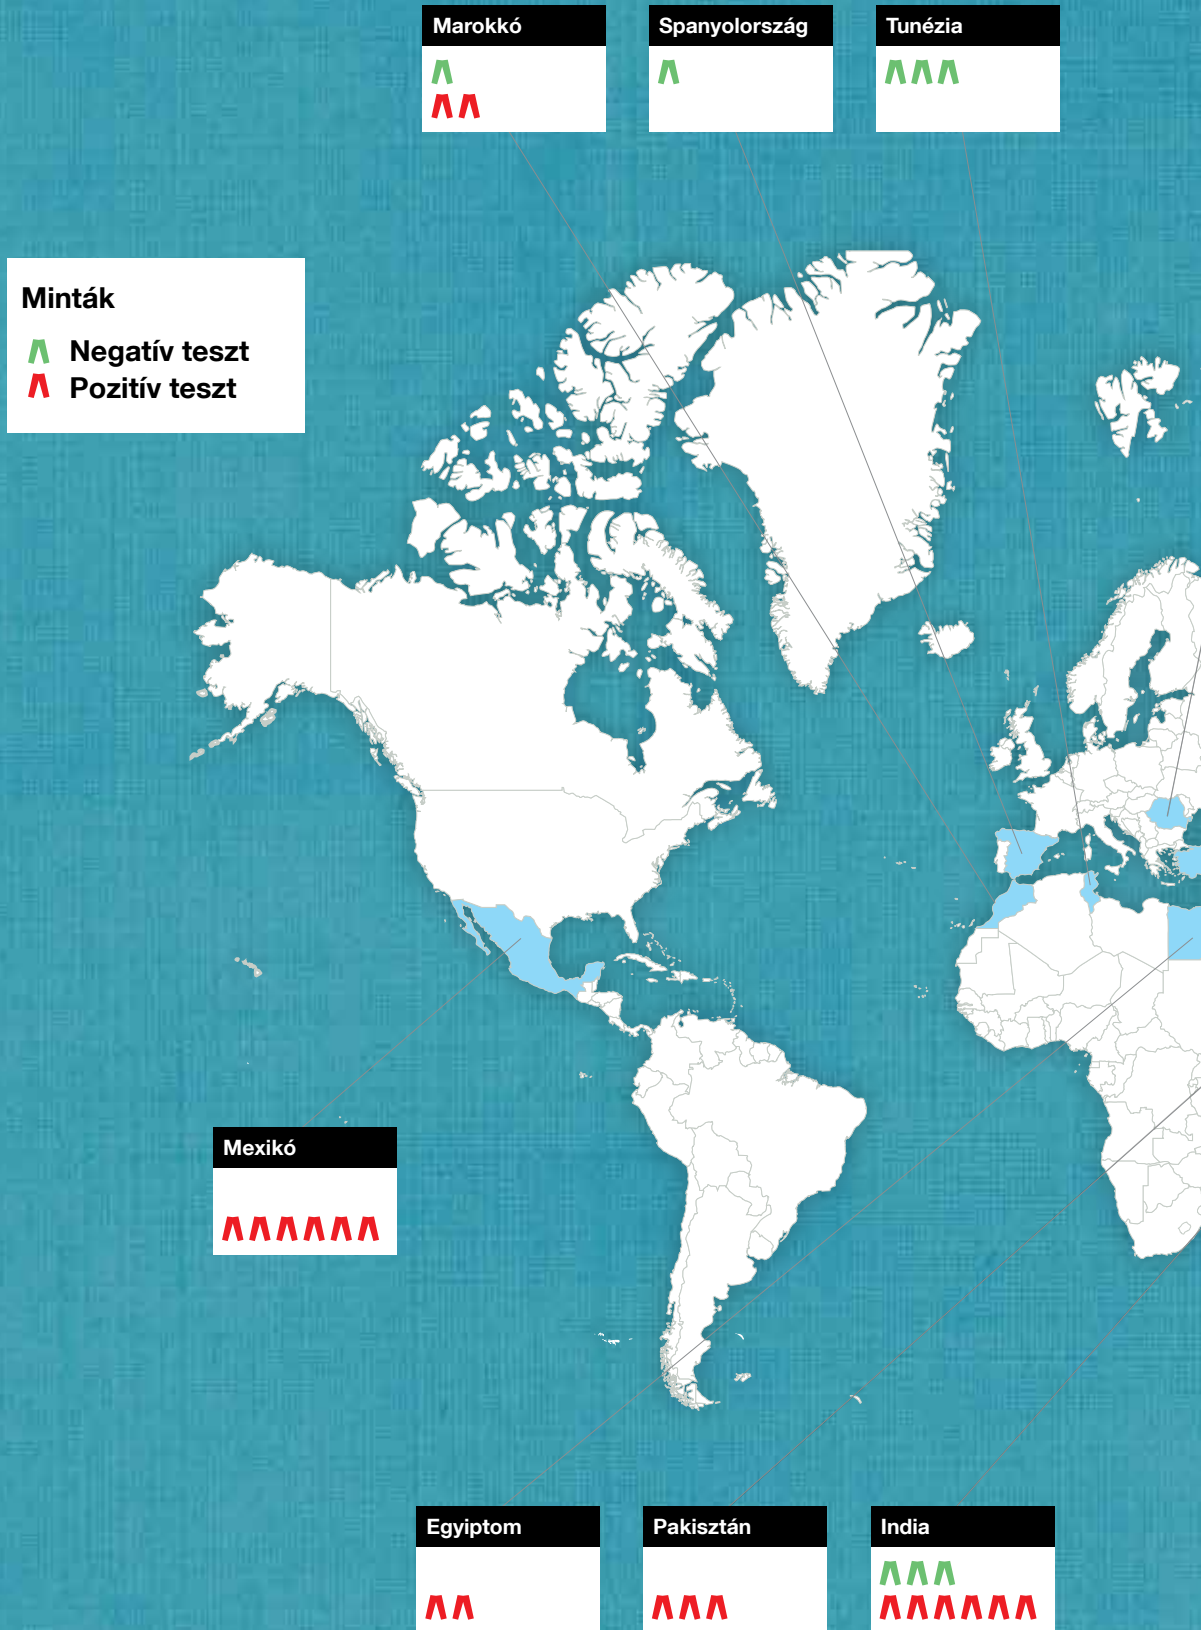 Marokkó
Spanyolország
Tunézia
Minták
Negatív teszt
Pozitív teszt
Mexikó
Egyiptom
Pakisztán
India